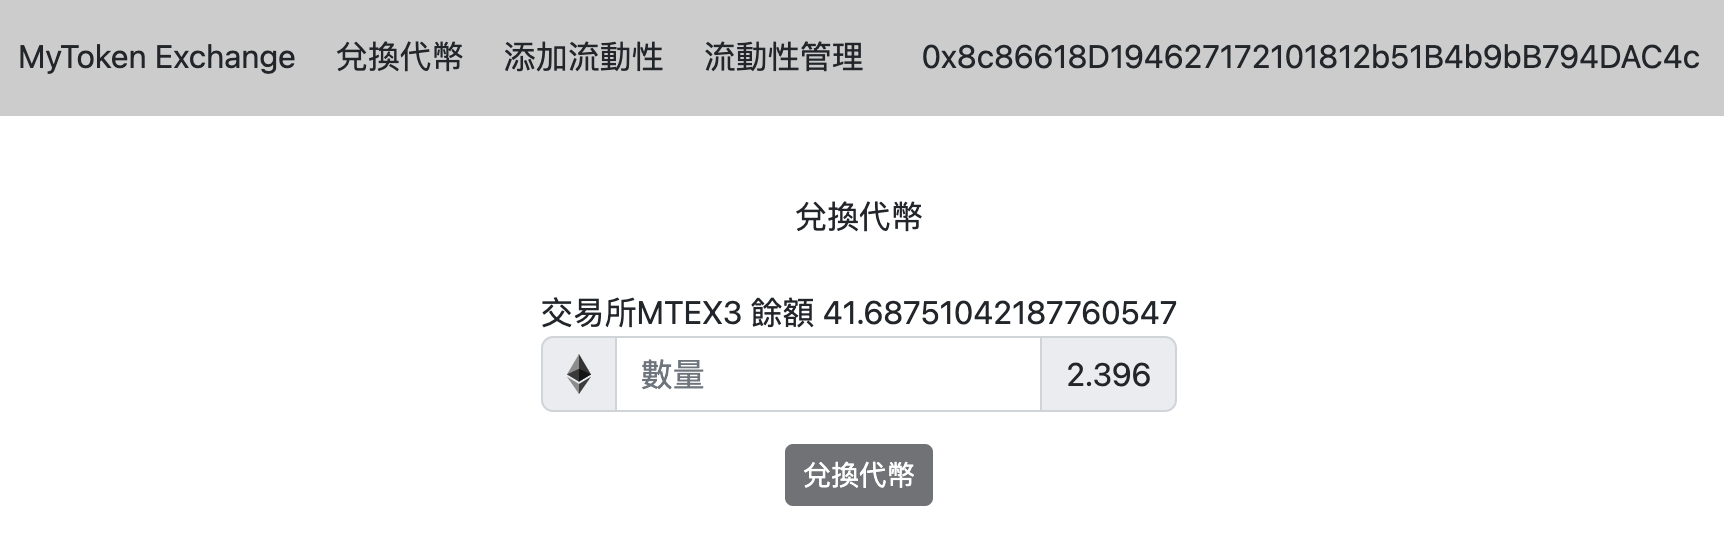 MyToken Exchange 兌換代幣 添加流動性 流動性管理 0x8c86618D194627172101812b51B4b9bB794DAC4c
兌換代幣
交易所MTEX3 餘額 41.68751042187760547
數量 2.396
兌換代幣